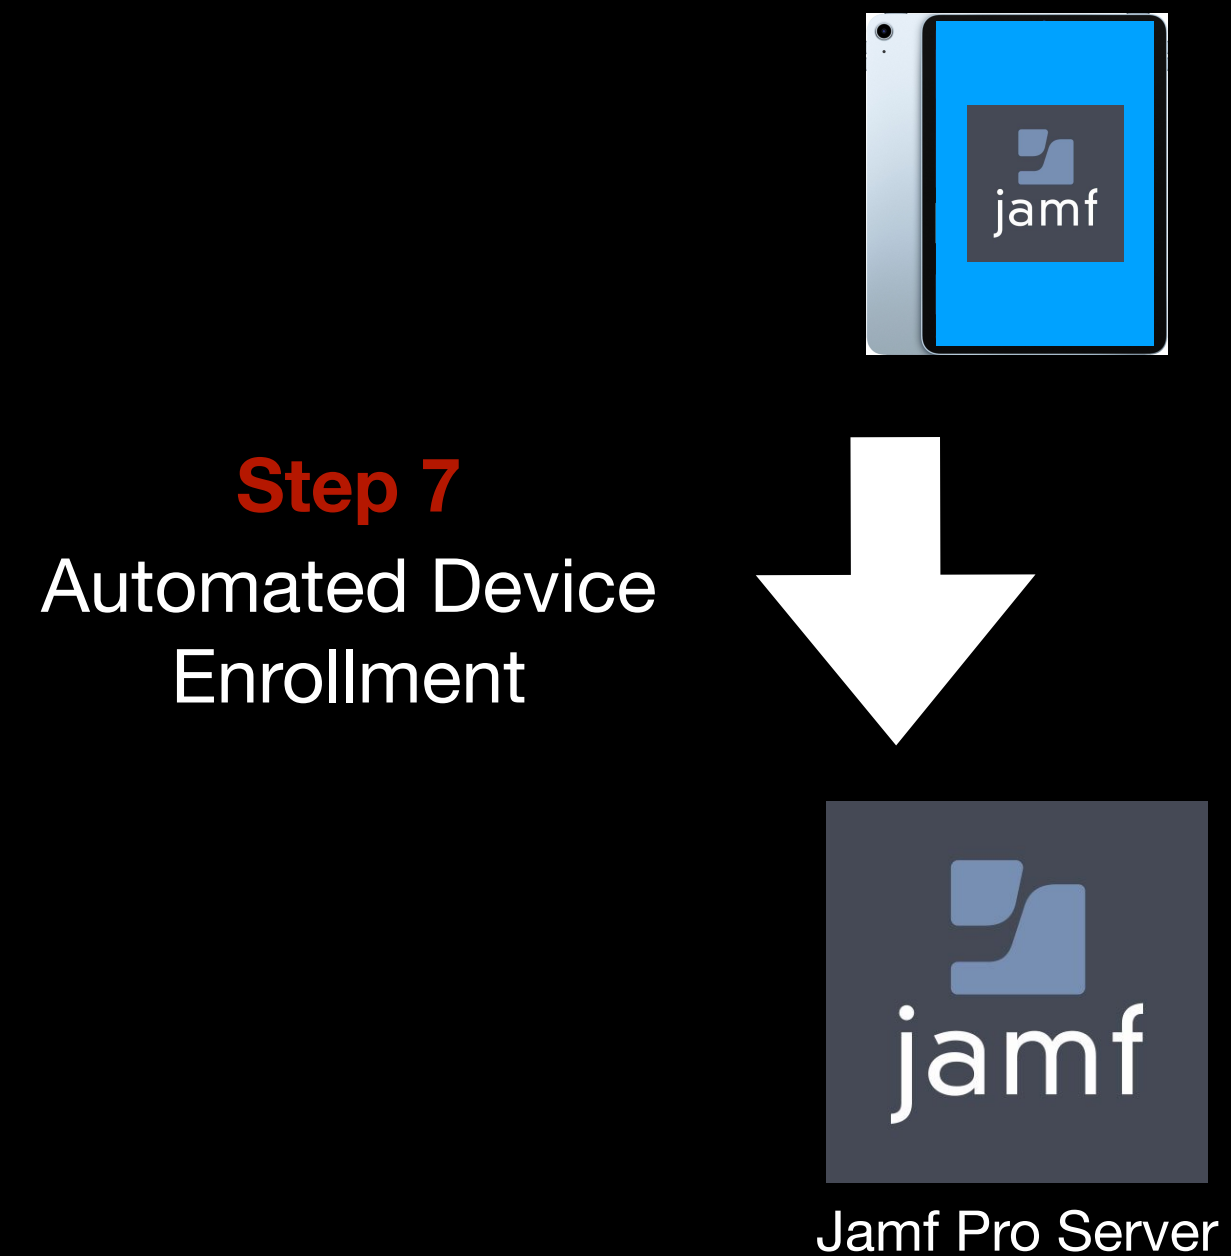 jamf
Step 7
Automated Device
Enrollment
jamf
Jamf Pro Server